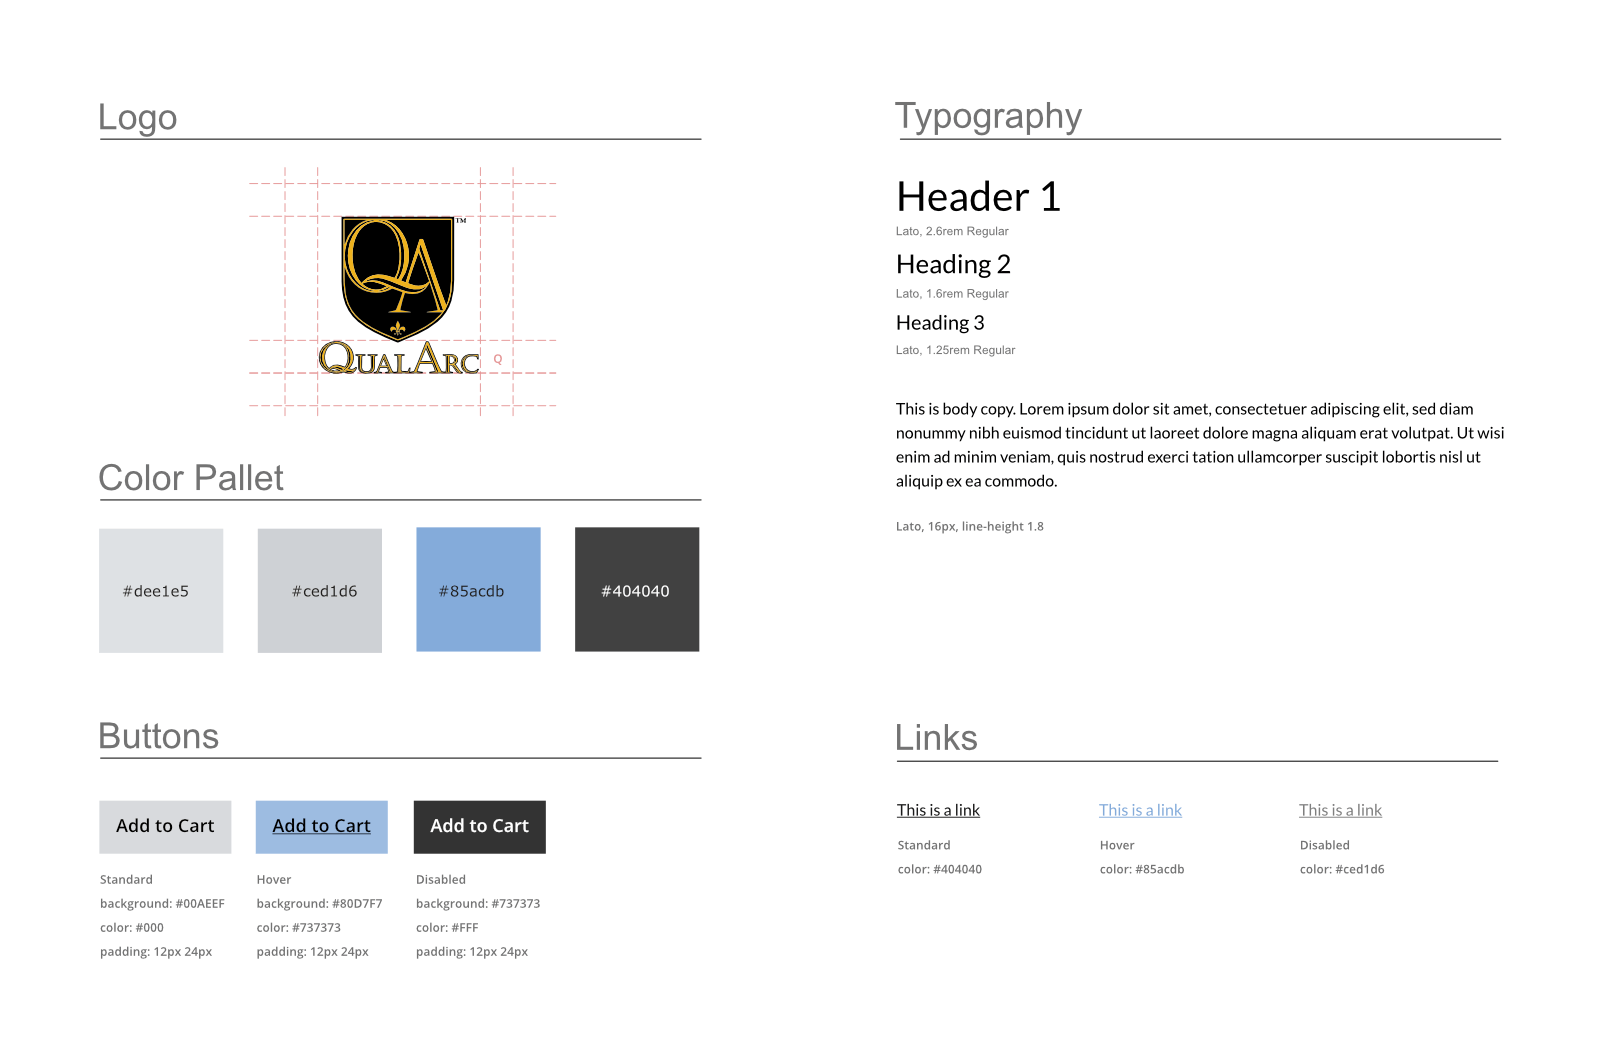 Logo
QA
TM
QUALARC
Q
Color Pallet
#dee1e5
#ced1d6
#85acdb
#404040
Buttons
Add to Cart
Standard
background: #00AEEF
color: #000
padding: 12px 24px
Add to Cart
Hover
background: #80D7F7
color: #737373
padding: 12px 24px
Add to Cart
Disabled
background: #737373
color: #FFF
padding: 12px 24px
Typography
Header 1
Lato, 2.6rem Regular
Heading 2
Lato, 1.6rem Regular
Heading 3
Lato, 1.25rem Regular
This is body copy. Lorem ipsum dolor sit amet, consectetuer adipiscing elit, sed diam
nonummy nibh euismod tincidunt ut laoreet dolore magna aliquam erat volutpat. Ut wisi
enim ad minim veniam, quis nostrud exerci tation ullamcorper suscipit lobortis nisl ut
aliquip ex ea commodo.
Lato, 16px, line-height 1.8
Links
This is a link
Standard
color: #404040
This is a link
Hover
color: #85acdb
This is a link
Disabled
color: #ced1d6